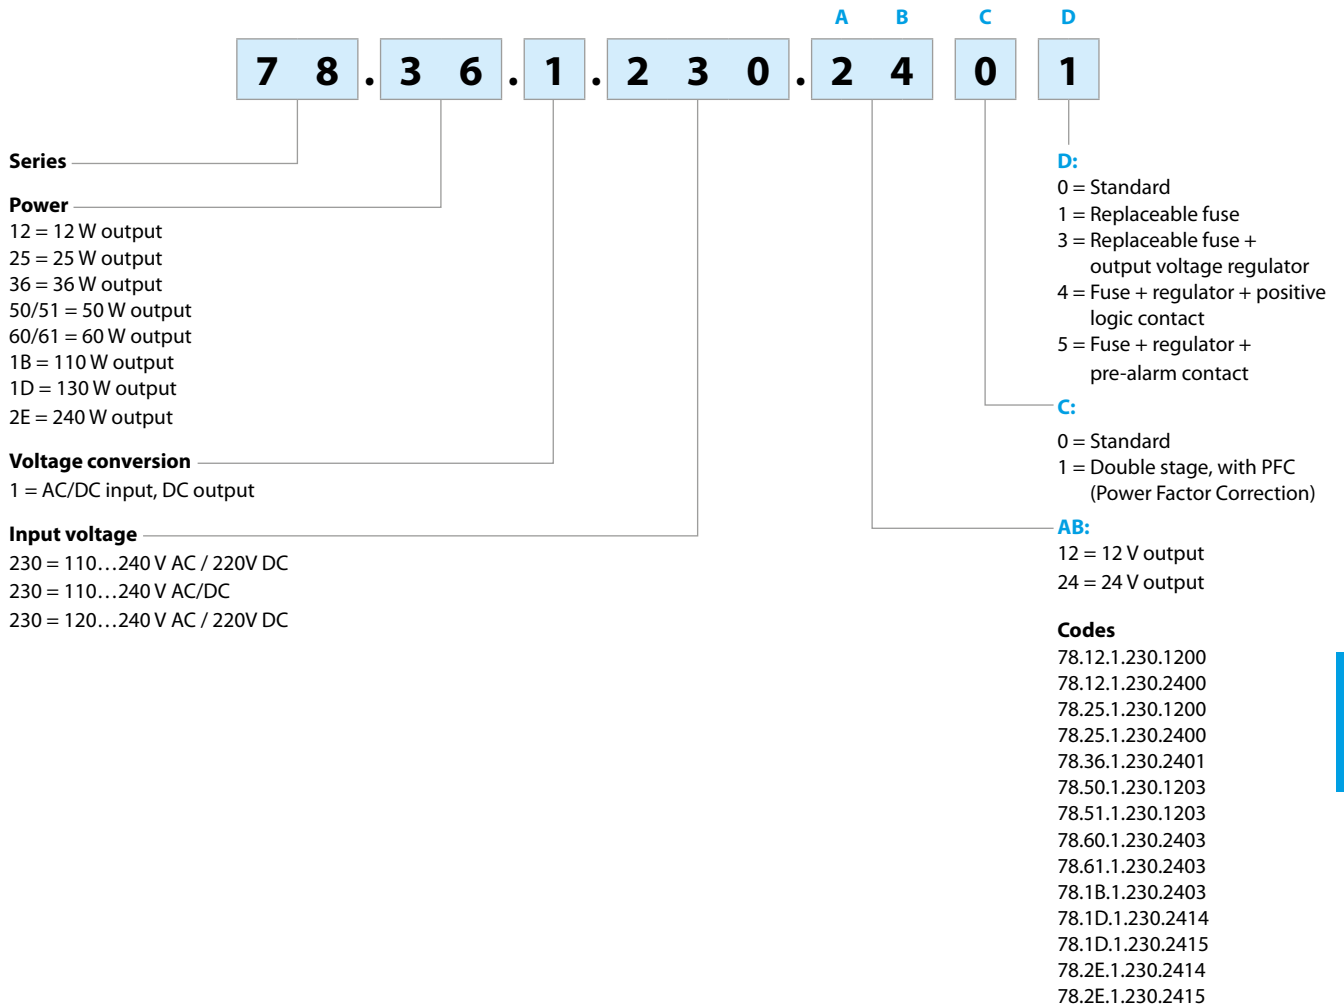 A B C D
7 8 . 3 6 . 1 . 2 3 0 . 2 4 0 1
Series
Power
12 = 12 W output
25 = 25 W output
36 = 36 W output
50/51 = 50 W output
60/61 = 60 W output
1B = 110 W output
1D = 130 W output
2E = 240 W output
Voltage conversion
1 = AC/DC input, DC output
Input voltage
230 = 110…240 V AC / 220V DC
230 = 110…240 V AC/DC
230 = 120…240 V AC / 220V DC
D:
0 = Standard
1 = Replaceable fuse
3 = Replaceable fuse +
output voltage regulator
4 = Fuse + regulator + positive
logic contact
5 = Fuse + regulator +
pre-alarm contact
C:
0 = Standard
1 = Double stage, with PFC
(Power Factor Correction)
AB:
12 = 12 V output
24 = 24 V output
Codes
78.12.1.230.1200
78.12.1.230.2400
78.25.1.230.1200
78.25.1.230.2400
78.36.1.230.2401
78.50.1.230.1203
78.51.1.230.1203
78.60.1.230.2403
78.61.1.230.2403
78.1B.1.230.2403
78.1D.1.230.2414
78.1D.1.230.2415
78.2E.1.230.2414
78.2E.1.230.2415